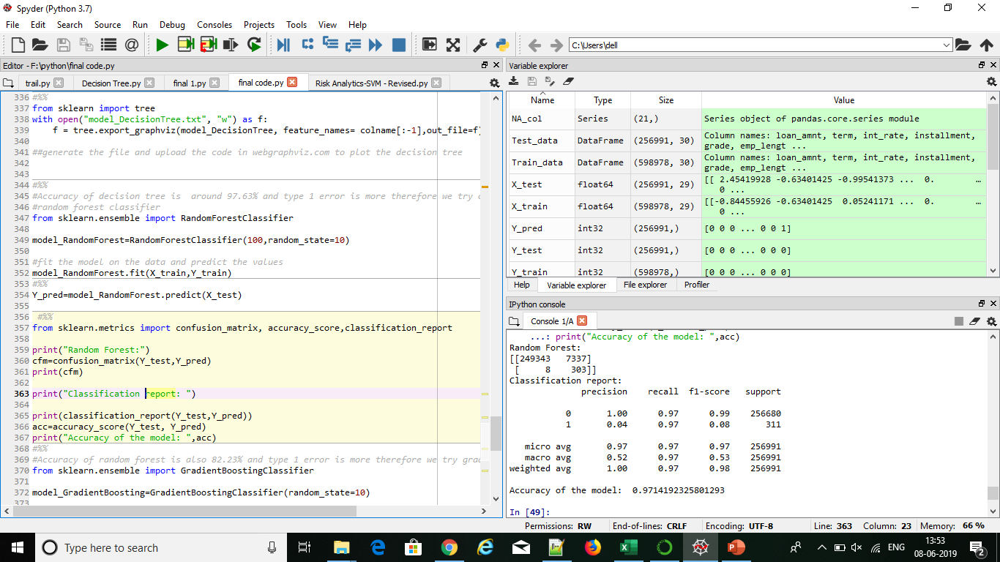 Spyder (Python 3.7)
File Edit Search Source Run Debug Consoles Projects Tools View Help
C:\Users\dell
Editor - F:\python\final code.py
trail.py Decision Tree.py final 1.py final code.py Risk Analytics-SVM - Revised.py
336 #%%
337 from sklearn import tree
338 with open("model_DecisionTree.txt", "w") as f:
339     f = tree.export_graphviz(model_DecisionTree, feature_names= colname[:-1],out_file=f
340
341 ##generate the file and upload the code in webgraphviz.com to plot the decision tree
342
343
344 #%%
345 #Accuracy of decision tree is  around 97.63% and type 1 error is more therefore we try
346 #random forest classifier
347 from sklearn.ensemble import RandomForestClassifier
348
349 model_RandomForest=RandomForestClassifier(100,random_state=10)
350
351 #fit the model on the data and predict the values
352 model_RandomForest.fit(X_train,Y_train)
353 #%%
354 Y_pred=model_RandomForest.predict(X_test)
355
356  #%%
357 from sklearn.metrics import confusion_matrix, accuracy_score,classification_report
358
359 print("Random Forest:")
360 cfm=confusion_matrix(Y_test,Y_pred)
361 print(cfm)
362
363 print("Classification report: ")
364
365 print(classification_report(Y_test,Y_pred))
366 acc=accuracy_score(Y_test, Y_pred)
367 print("Accuracy of the model: ",acc)
368 #%%
369 #Accuracy of random forest is also 82.23% and type 1 error is more therefore we try
370 from sklearn.ensemble import GradientBoostingClassifier
371
372 model_GradientBoosting=GradientBoostingClassifier(random_state=10)
373
Variable explorer
Name Type Size Value
NA_col Series (21,) Series object of pandas.core.series module
Test_data DataFrame (256991, 30) Column names: loan_amnt, term, int_rate, installment,
grade, emp_lengt ...
Train_data DataFrame (598978, 30) Column names: loan_amnt, term, int_rate, installment,
grade, emp_lengt ...
X_test float64 (256991, 29) [[ 2.45419928 -0.63401425 -0.99541373 ... 0. …
0 ...
X_train float64 (598978, 29) [[-0.84455926 -0.63401425 0.05241171 ... 0. …
0 ...
Y_pred int32 (256991,) [0 0 0 ... 0 0 1]
Y_test int32 (256991,) [0 0 0 ... 0 0 0]
Y_train int32 (598978,) [0 0 0 ... 0 0 0]
Help Variable explorer File explorer Profiler
IPython console
Console 1/A
...: print("Accuracy of the model: ",acc)
Random Forest:
[[249343   7337]
 [     8    303]]
Classification report:
precision recall f1-score support
0 1.00 0.97 0.99 256680
1 0.04 0.97 0.08 311
micro avg 0.97 0.97 0.97 256991
macro avg 0.52 0.97 0.53 256991
weighted avg 1.00 0.97 0.98 256991
Accuracy of the model:  0.9714192325801293
In [49]:
Permissions: RW End-of-lines: CRLF Encoding: UTF-8 Line: 363 Column: 23 Memory: 66 %
Type here to search
ENG
13:53
08-06-2019
2